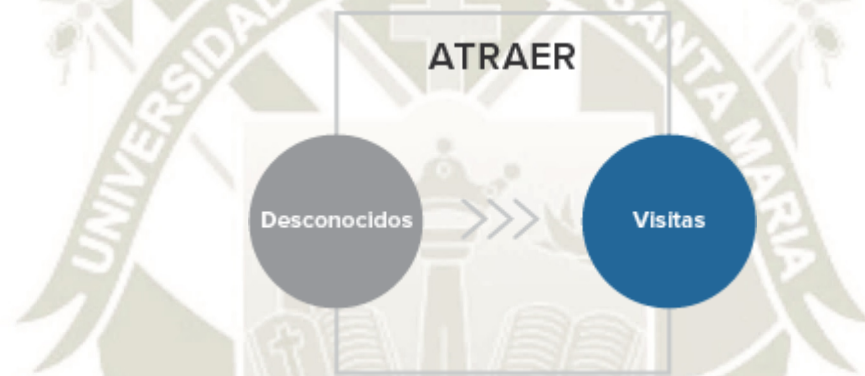 UNIVERSIDAD
SANTA MARIA
ATRAER
Desconocidos
Visitas